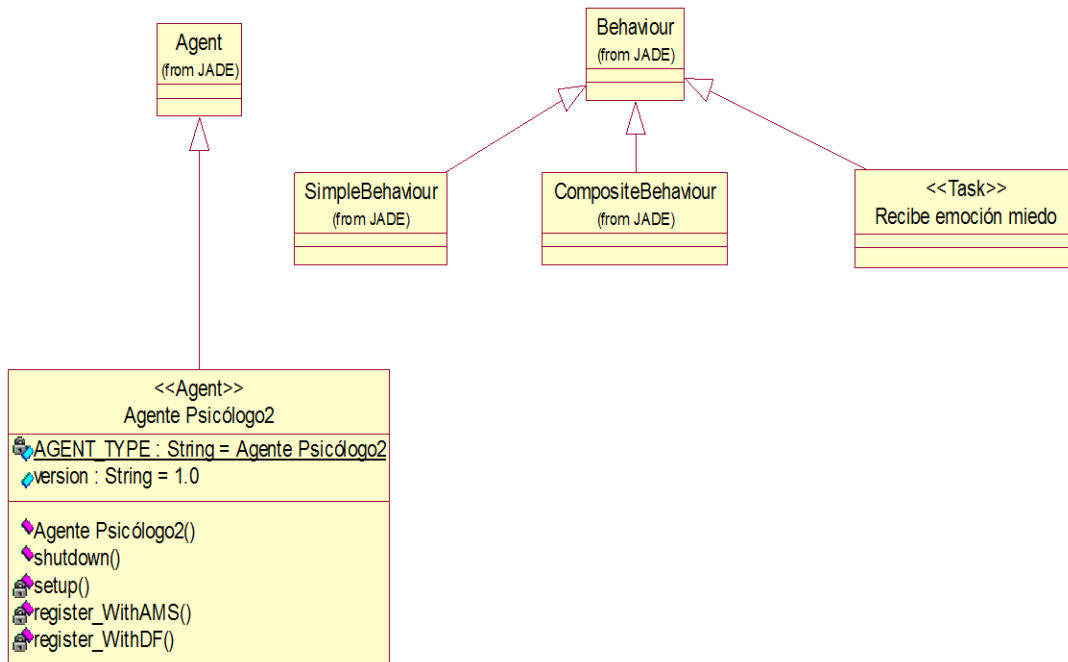 Agent
(from JADE)
Behaviour
(from JADE)
SimpleBehaviour
(from JADE)
CompositeBehaviour
(from JADE)
<<Task>>
Recibe emoción miedo
<<Agent>>
Agente Psicólogo2
AGENT_TYPE : String = Agente Psicólogo2
version : String = 1.0
Agente Psicólogo2()
shutdown()
setup()
register_WithAMS()
register_WithDF()